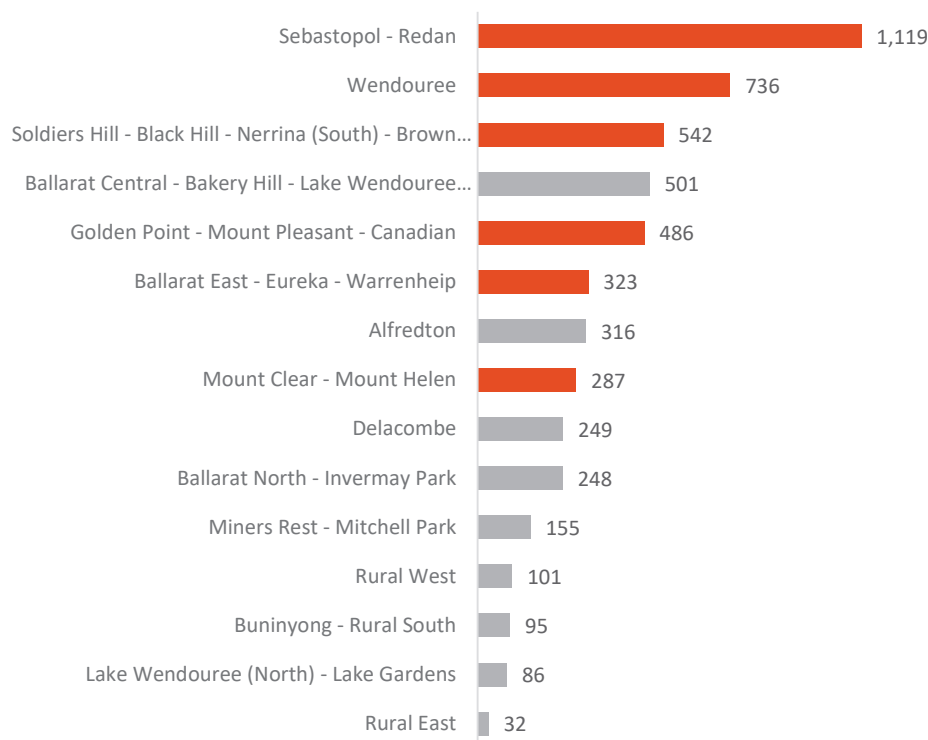 Sebastopol - Redan 1,119
Wendouree 736
Soldiers Hill - Black Hill - Nerrina (South) - Brown... 542
Ballarat Central - Bakery Hill - Lake Wendouree... 501
Golden Point - Mount Pleasant - Canadian 486
Ballarat East - Eureka - Warrenheip 323
Alfredton 316
Mount Clear - Mount Helen 287
Delacombe 249
Ballarat North - Invermay Park 248
Miners Rest - Mitchell Park 155
Rural West 101
Buninyong - Rural South 95
Lake Wendouree (North) - Lake Gardens 86
Rural East 32